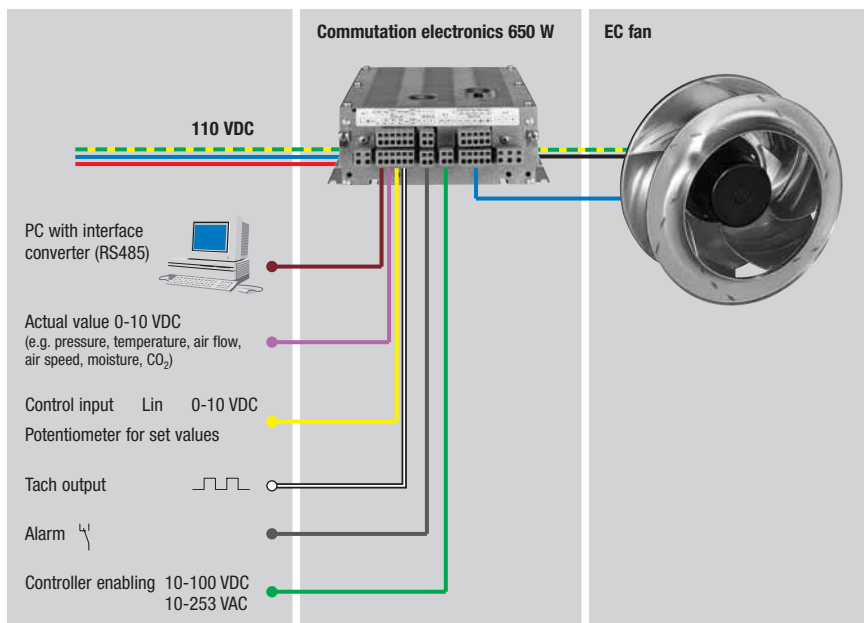 Commutation electronics 650 W
EC fan
110 VDC
PC with interface
converter (RS485)
Actual value 0-10 VDC
(e.g. pressure, temperature, air flow,
air speed, moisture, CO₂)
Control input Lin 0-10 VDC
Potentiometer for set values
Tach output
Alarm
Controller enabling 10-100 VDC
10-253 VAC